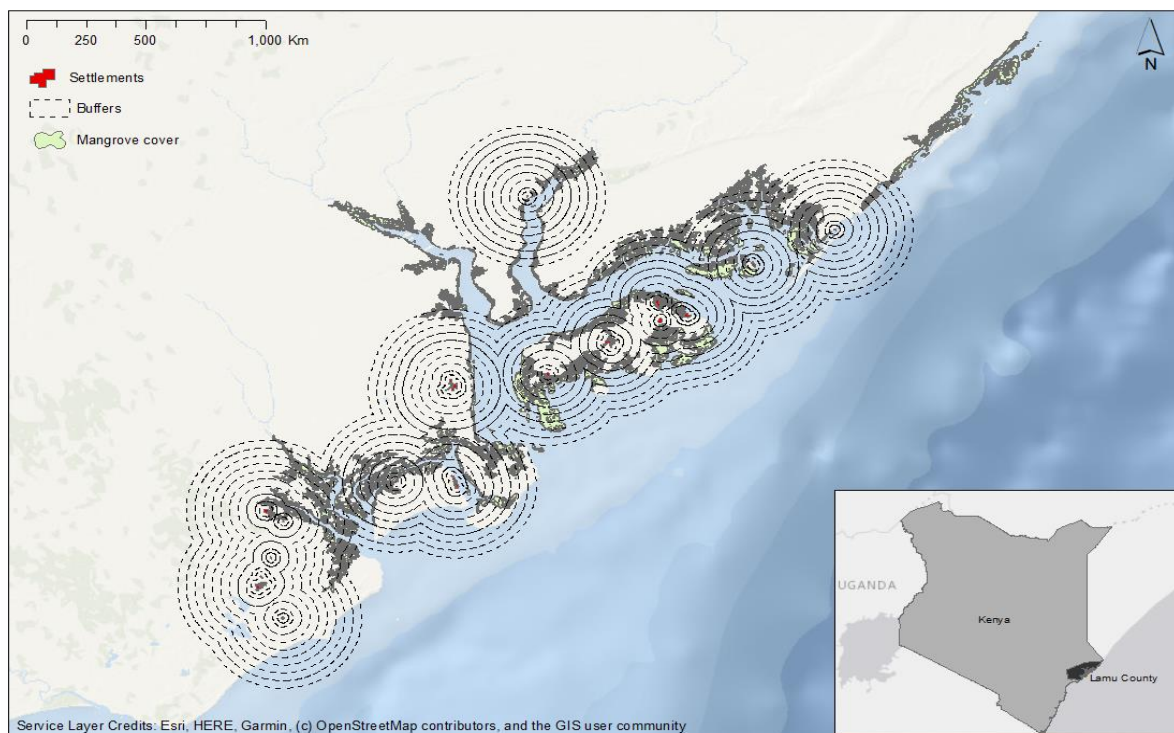 0 250 500 1,000 Km
Settlements
Buffers
Mangrove cover
N
UGANDA
Kenya
Lamu County
Service Layer Credits: Esri, HERE, Garmin, (c) OpenStreetMap contributors, and the GIS user community